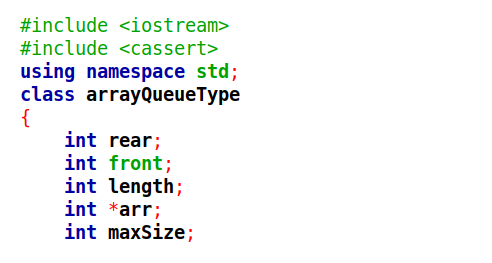 #include <iostream>
#include <cassert>
using namespace std;
class arrayQueueType
{
    int rear;
    int front;
    int length;
    int *arr;
    int maxSize;